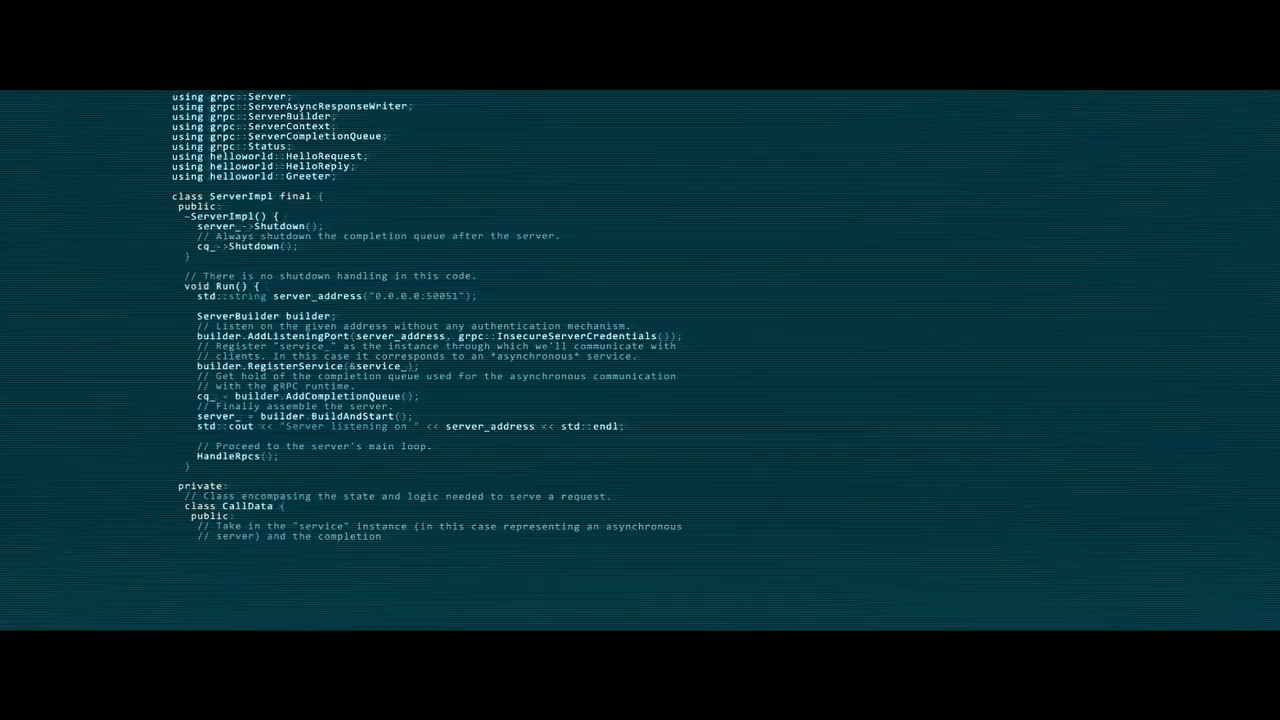 using grpc::Server;
using grpc::ServerAsyncResponseWriter;
using grpc::ServerBuilder;
using grpc::ServerContext;
using grpc::ServerCompletionQueue;
using grpc::Status;
using helloworld::HelloRequest;
using helloworld::HelloReply;
using helloworld::Greeter;
class ServerImpl final {
public:
~ServerImpl() {
server_->Shutdown();
// Always shutdown the completion queue after the server.
cq_->Shutdown();
}
// There is no shutdown handling in this code.
void Run() {
std::string server_address("0.0.0.0:50051");
ServerBuilder builder;
// Listen on the given address without any authentication mechanism.
builder.AddListeningPort(server_address, grpc::InsecureServerCredentials());
// Register "service_" as the instance through which we'll communicate with
// clients. In this case it corresponds to an *asynchronous* service.
builder.RegisterService(&service_);
// Get hold of the completion queue used for the asynchronous communication
// with the gRPC runtime.
cq_ = builder.AddCompletionQueue();
// Finally assemble the server.
server_ = builder.BuildAndStart();
std::cout << "Server listening on " << server_address << std::endl;
// Proceed to the server's main loop.
HandleRpcs();
}
private:
// Class encompasing the state and logic needed to serve a request.
class CallData {
public:
// Take in the "service" instance (in this case representing an asynchronous
// server) and the completion